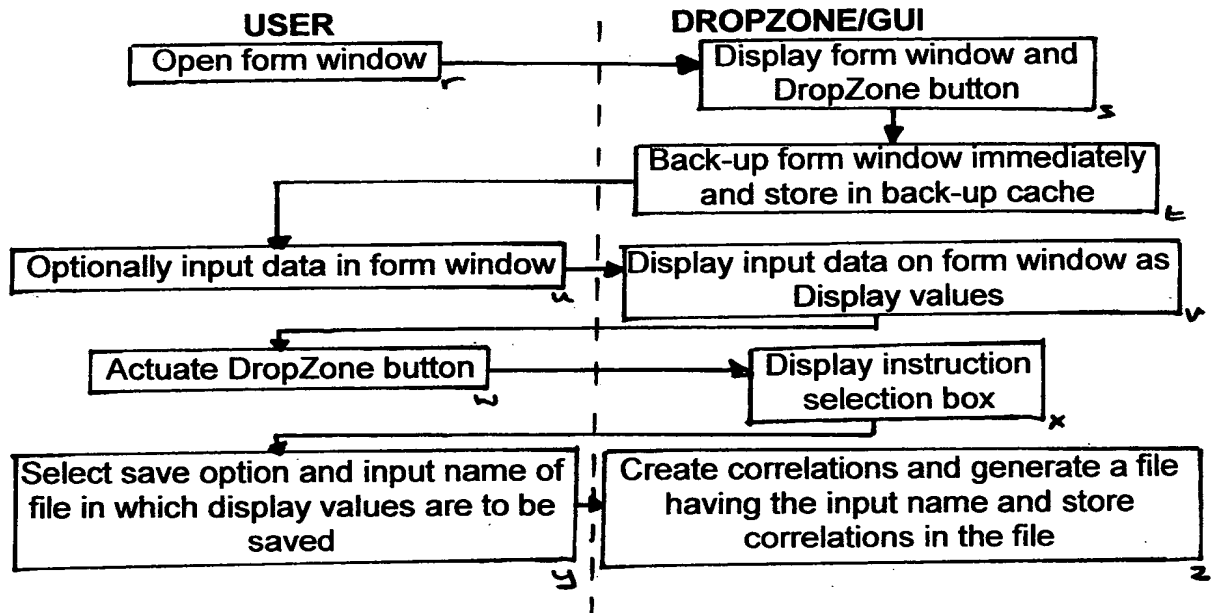 USER
DROPZONE/GUI
Open form window
r
Display form window and
DropZone button
s
Back-up form window immediately
and store in back-up cache
t
Optionally input data in form window
u
Display input data on form window as
Display values
v
Actuate DropZone button
Display instruction
selection box
x
Select save option and input name of
file in which display values are to be
saved
y
Create correlations and generate a file
having the input name and store
correlations in the file
z